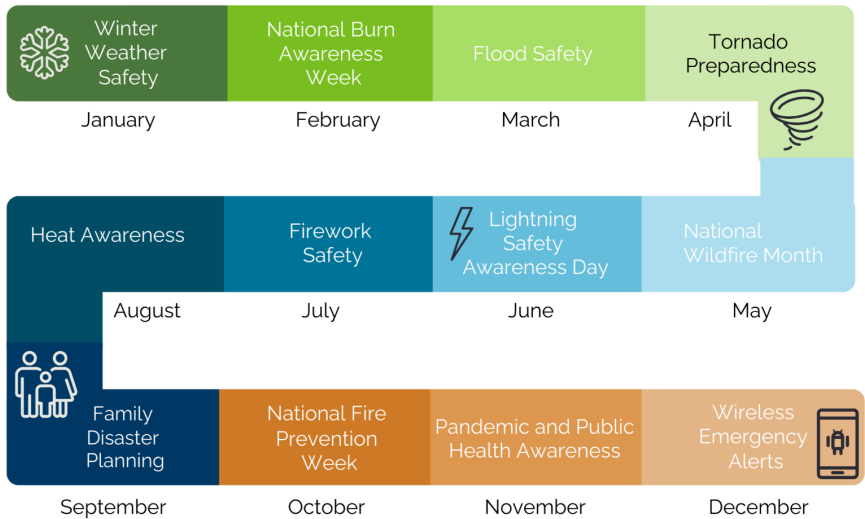 Winter
Weather
Safety
National Burn
Awareness
Week
Flood Safety
Tornado
Preparedness
January
February
March
April
Heat Awareness
Firework
Safety
Lightning
Safety
Awareness Day
National
Wildfire Month
August
July
June
May
Family
Disaster
Planning
National Fire
Prevention
Week
Pandemic and Public
Health Awareness
Wireless
Emergency
Alerts
September
October
November
December